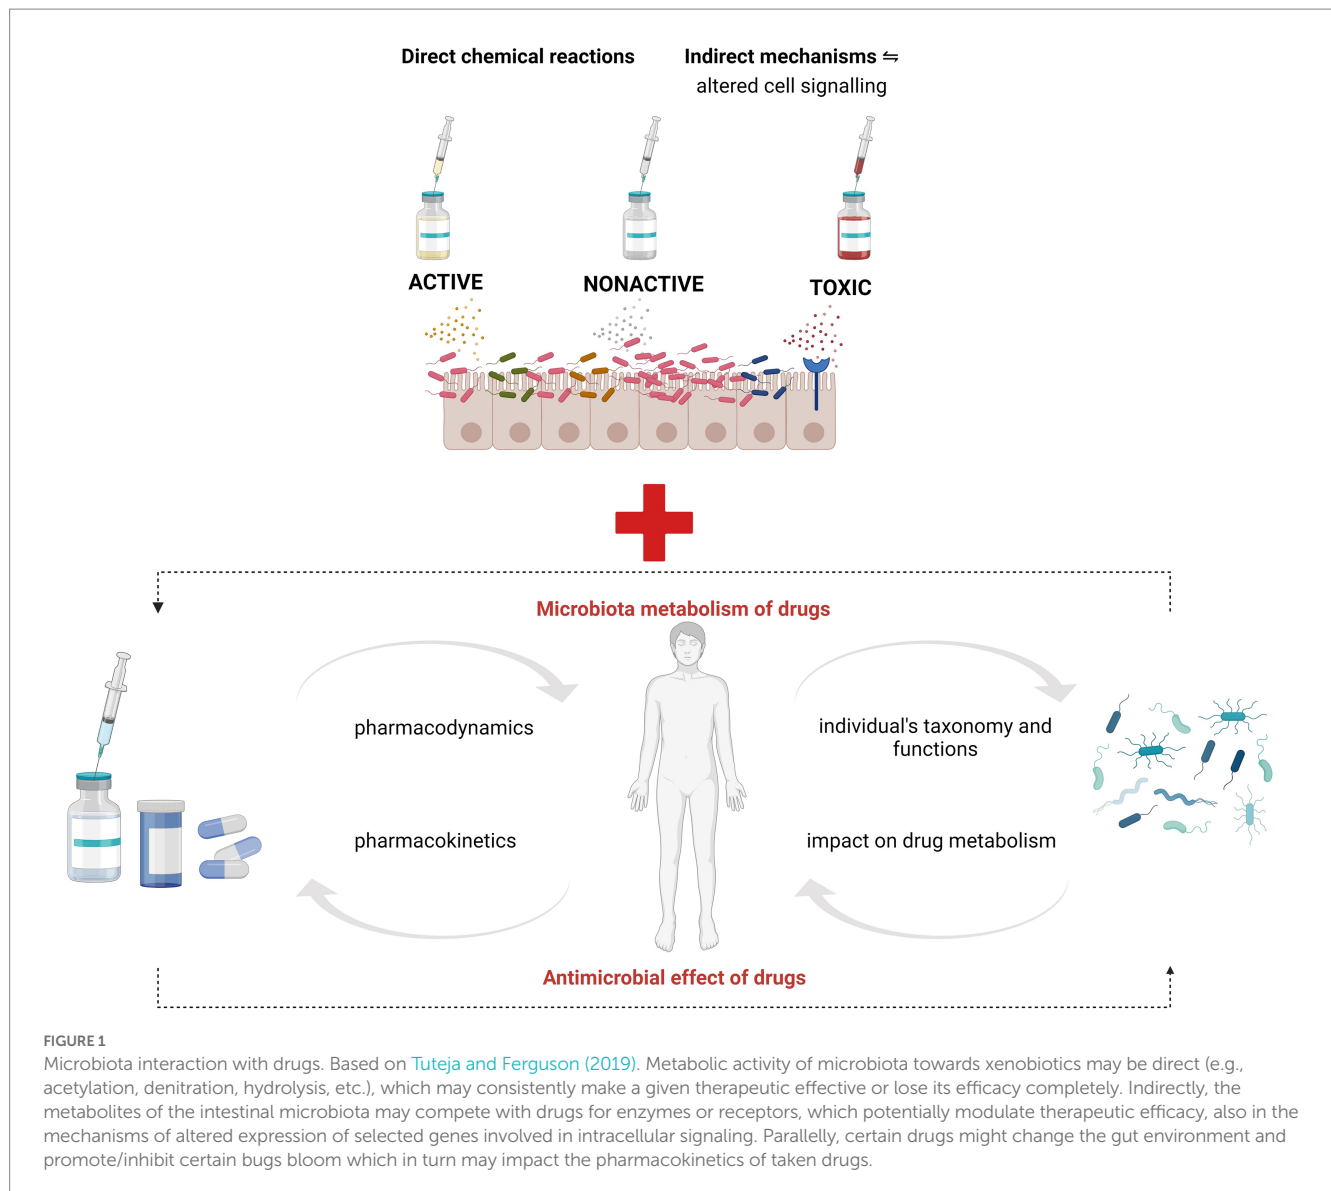 Direct chemical reactions
Indirect mechanisms ⇋
altered cell signalling
ACTIVE
NONACTIVE
TOXIC
Microbiota metabolism of drugs
pharmacodynamics
individual's taxonomy and
functions
pharmacokinetics
impact on drug metabolism
Antimicrobial effect of drugs
FIGURE 1
Microbiota interaction with drugs. Based on Tuteja and Ferguson (2019). Metabolic activity of microbiota towards xenobiotics may be direct (e.g.,
acetylation, denitration, hydrolysis, etc.), which may consistently make a given therapeutic effective or lose its efficacy completely. Indirectly, the
metabolites of the intestinal microbiota may compete with drugs for enzymes or receptors, which potentially modulate therapeutic efficacy, also in the
mechanisms of altered expression of selected genes involved in intracellular signaling. Parallelly, certain drugs might change the gut environment and
promote/inhibit certain bugs bloom which in turn may impact the pharmacokinetics of taken drugs.